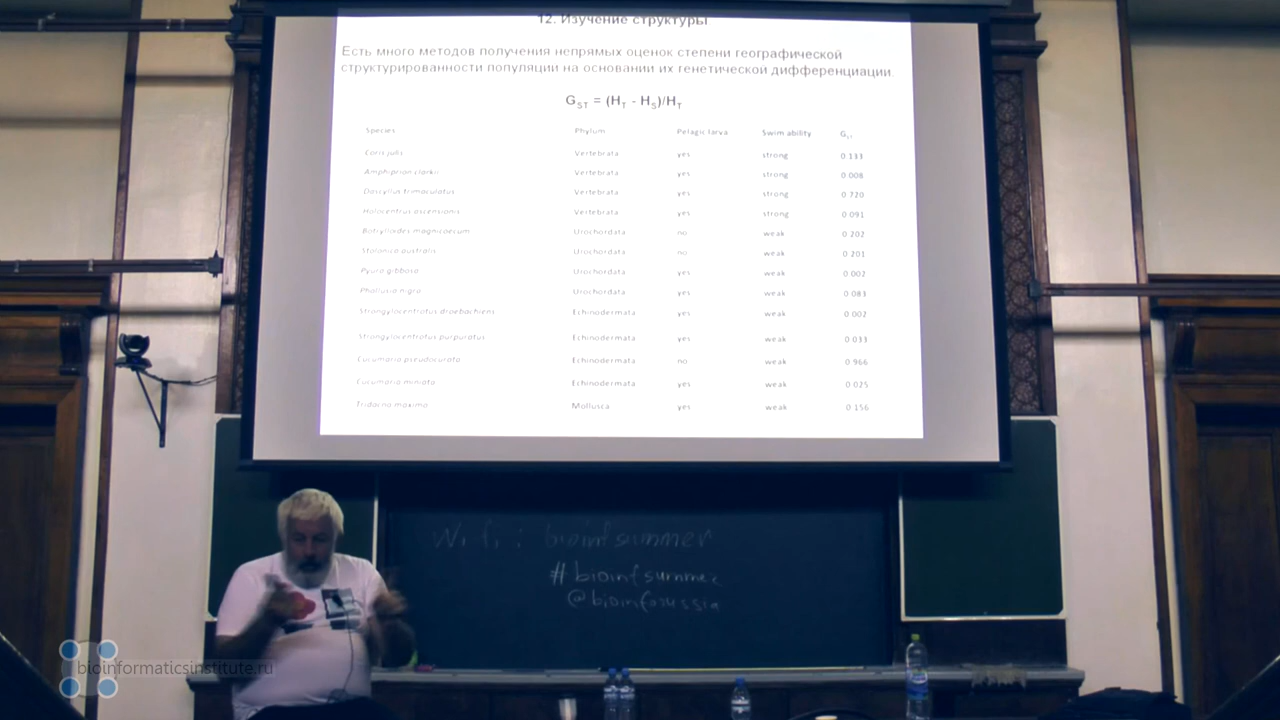 12. Изучение структуры
Есть много методов получения непрямых оценок степени географической
структурированности популяции на основании их генетической дифференциации.
GST = (HT - HS)/HT
Species Phylum Pelagic larva Swim ability GST
Coris julis Vertebrata yes strong 0.133
Amphiprion clarkii Vertebrata yes strong 0.008
Dascyllus trimaculatus Vertebrata yes strong 0.720
Holocentrus ascensionis Vertebrata yes strong 0.091
Botrylloides magnicoecum Urochordata no weak 0.202
Stolonica australis Urochordata no weak 0.201
Pyura gibbosa Urochordata yes weak 0.002
Phallusia nigra Urochordata yes weak 0.083
Strongylocentrotus droebachiens Echinodermata yes weak 0.002
Strongylocentrotus purpuratus Echinodermata yes weak 0.033
Cucumaria pseudocurata Echinodermata no weak 0.966
Cucumaria miniata Echinodermata yes weak 0.025
Tridacna maxima Mollusca yes weak 0.156
Wi-fi: bioinfsummer
# bioinfsummer
@bioinforussia
bioinformaticsinstitute.ru